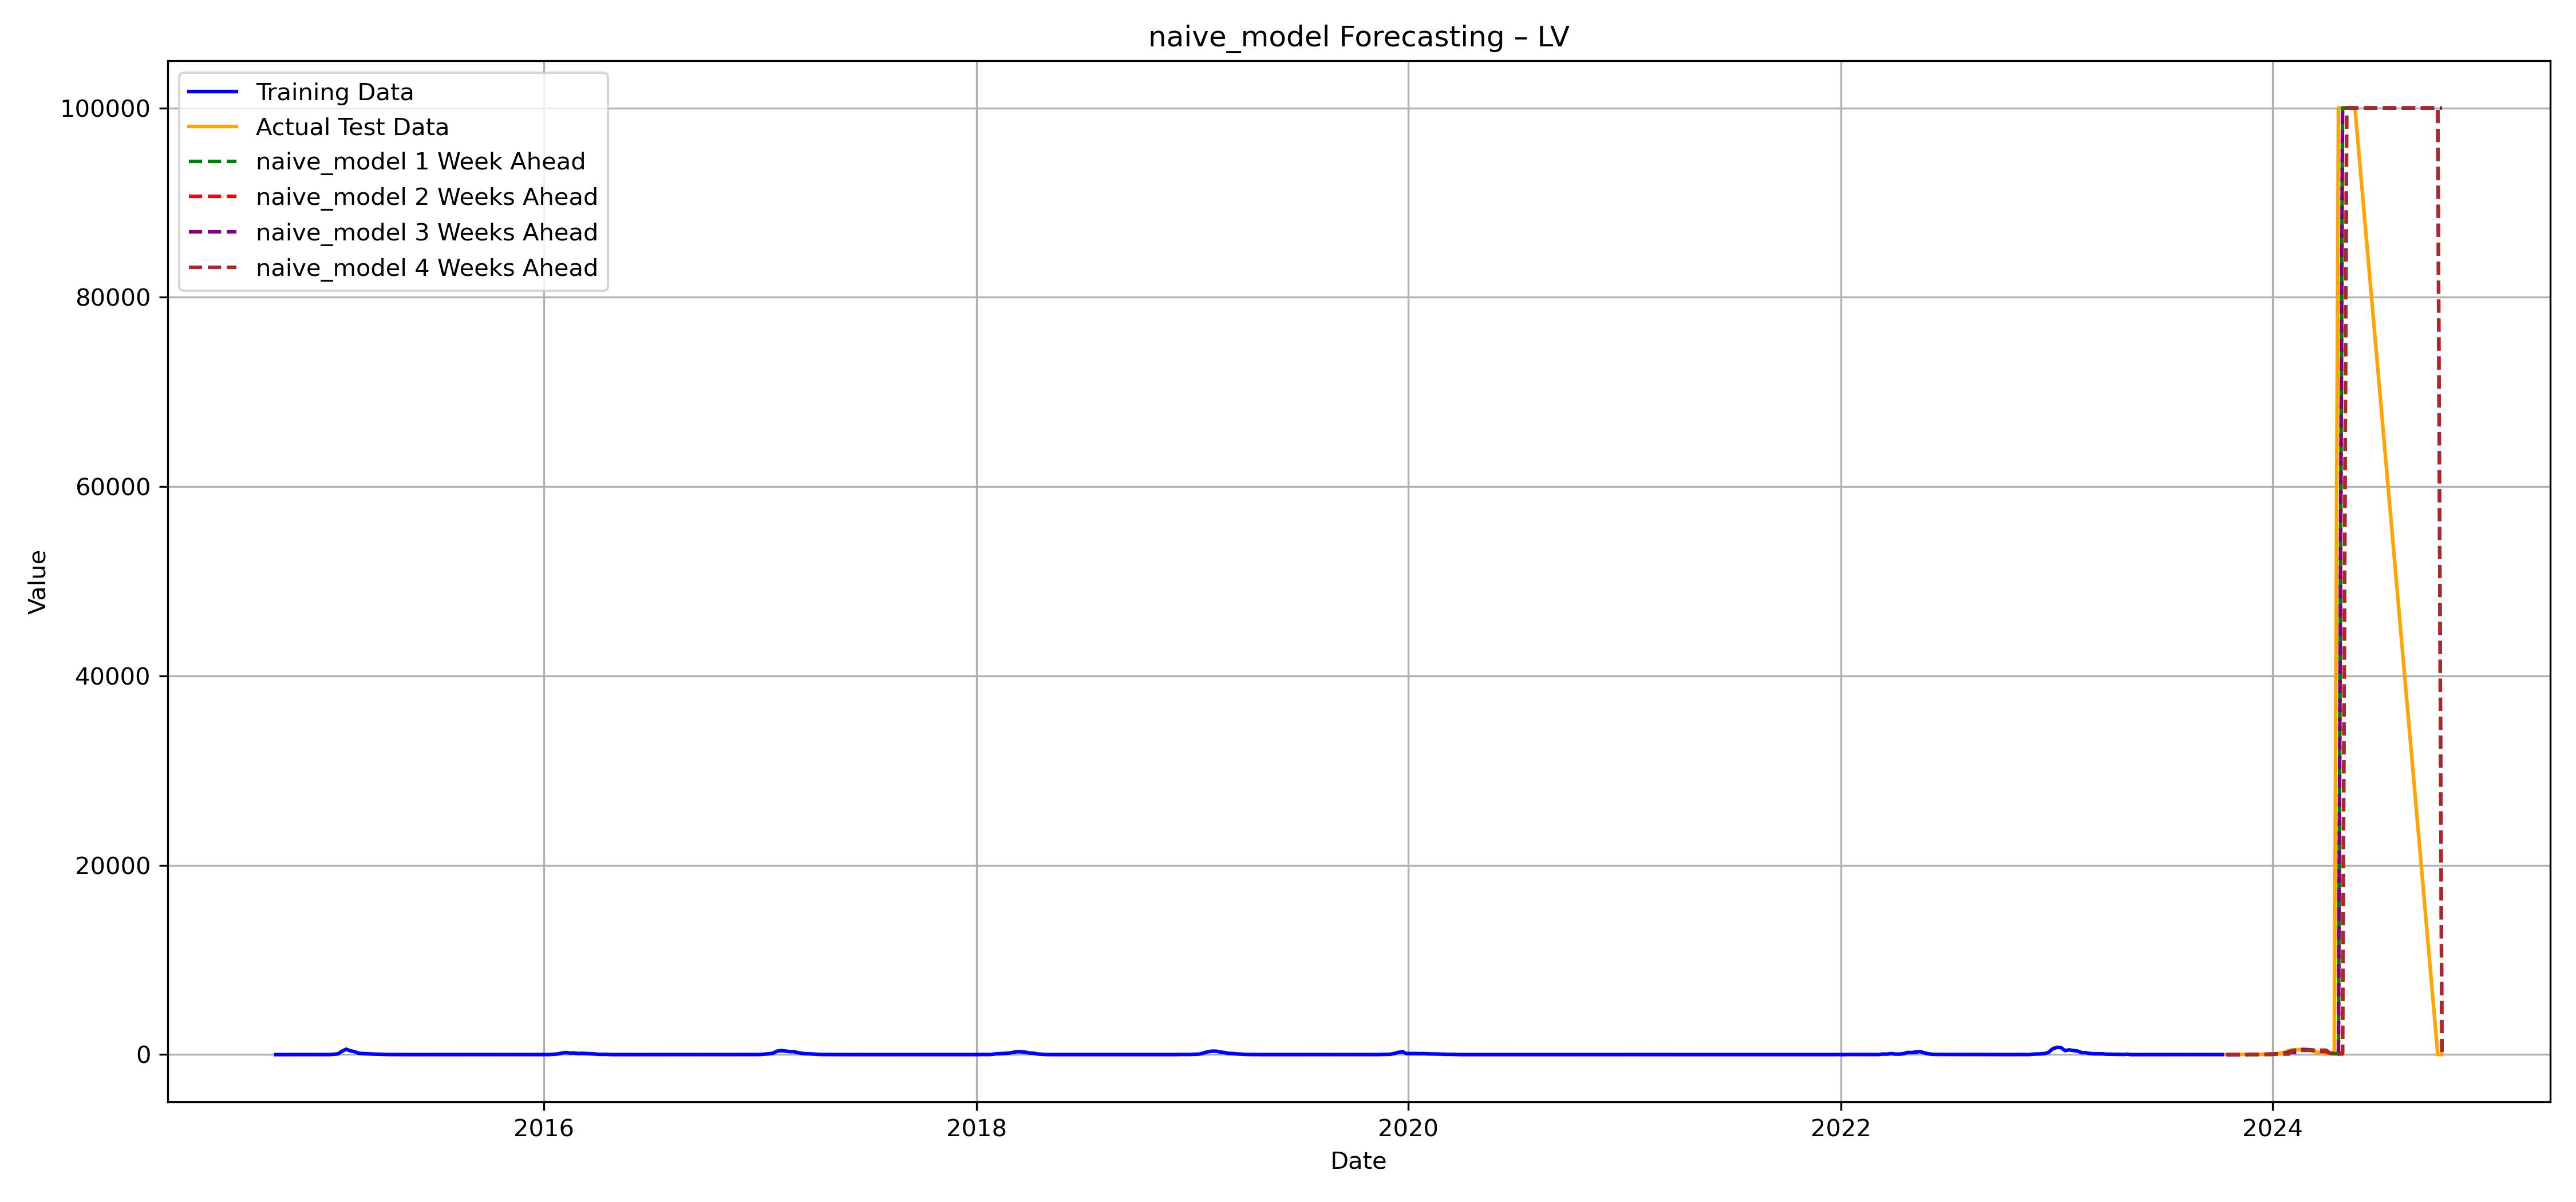 naive_model Forecasting – LV
Training Data
Actual Test Data
naive_model 1 Week Ahead
naive_model 2 Weeks Ahead
naive_model 3 Weeks Ahead
naive_model 4 Weeks Ahead
100000
80000
60000
40000
20000
0
Value
2016
2018
2020
2022
2024
Date